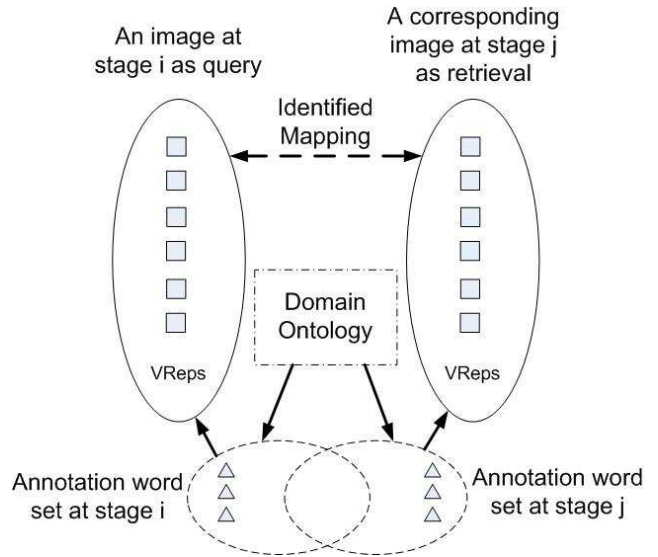 An image at
stage i as query
A corresponding
image at stage j
as retrieval
Identified
Mapping
Domain
Ontology
VReps
VReps
Annotation word
set at stage i
Annotation word
set at stage j